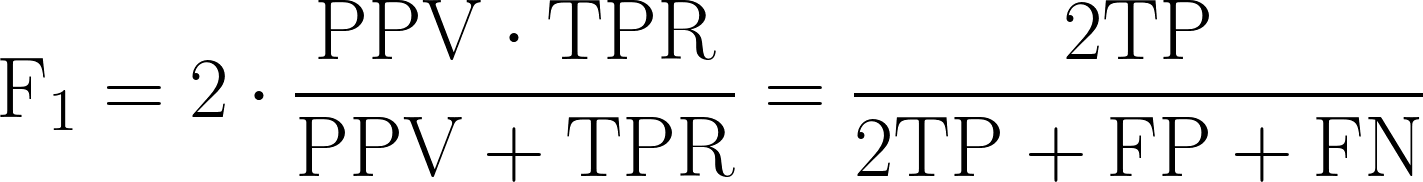 F₁ = 2 · (PPV · TPR) / (PPV + TPR) = 2TP / (2TP + FP + FN)